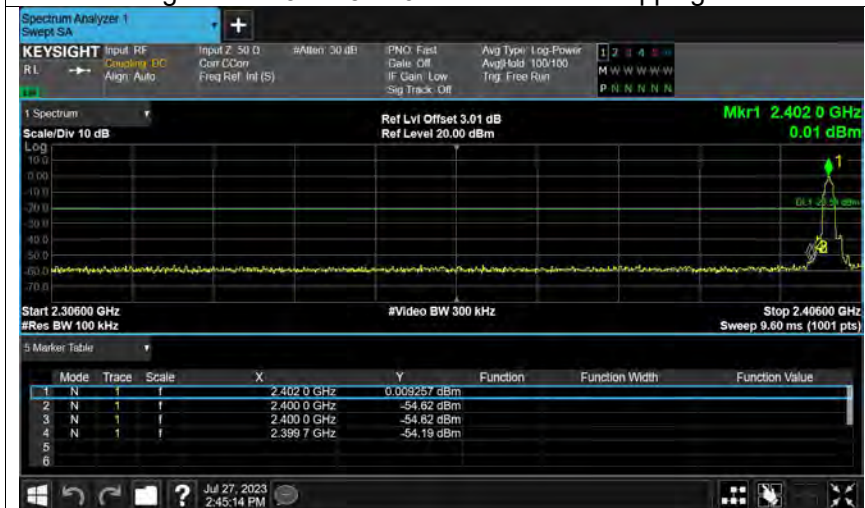 Spectrum Analyzer 1
Swept SA
+
KEYSIGHT Input: RF Input Z: 50 Ω #Atten: 30 dB PNO: Fast Avg Type: Log-Power 1 2 3 4 5
RL Coupling: DC Corr CCorr Gate: Off Avg|Hold: 100/100 M W W W W W
Align: Auto Freq Ref: Int (S) IF Gain: Low Trig: Free Run
Sig Track: Off P N N N N N
1 Spectrum
Ref Lvl Offset 3.01 dB Mkr1 2.402 0 GHz
Scale/Div 10 dB Ref Level 20.00 dBm 0.01 dBm
Log
10.0
0.00
-10.0
-20.0
-30.0
-40.0
-50.0
-60.0
-70.0
1
Start 2.30600 GHz #Video BW 300 kHz Stop 2.40600 GHz
#Res BW 100 kHz Sweep 9.60 ms (1001 pts)
5 Marker Table
Mode Trace Scale X Y Function Function Width Function Value
1 N 1 f 2.402 0 GHz 0.009257 dBm
2 N 1 f 2.400 0 GHz -54.62 dBm
3 N 1 f 2.400 0 GHz -54.62 dBm
4 N 1 f 2.399 7 GHz -54.19 dBm
5
6
?
Jul 27, 2023
2:45:14 PM